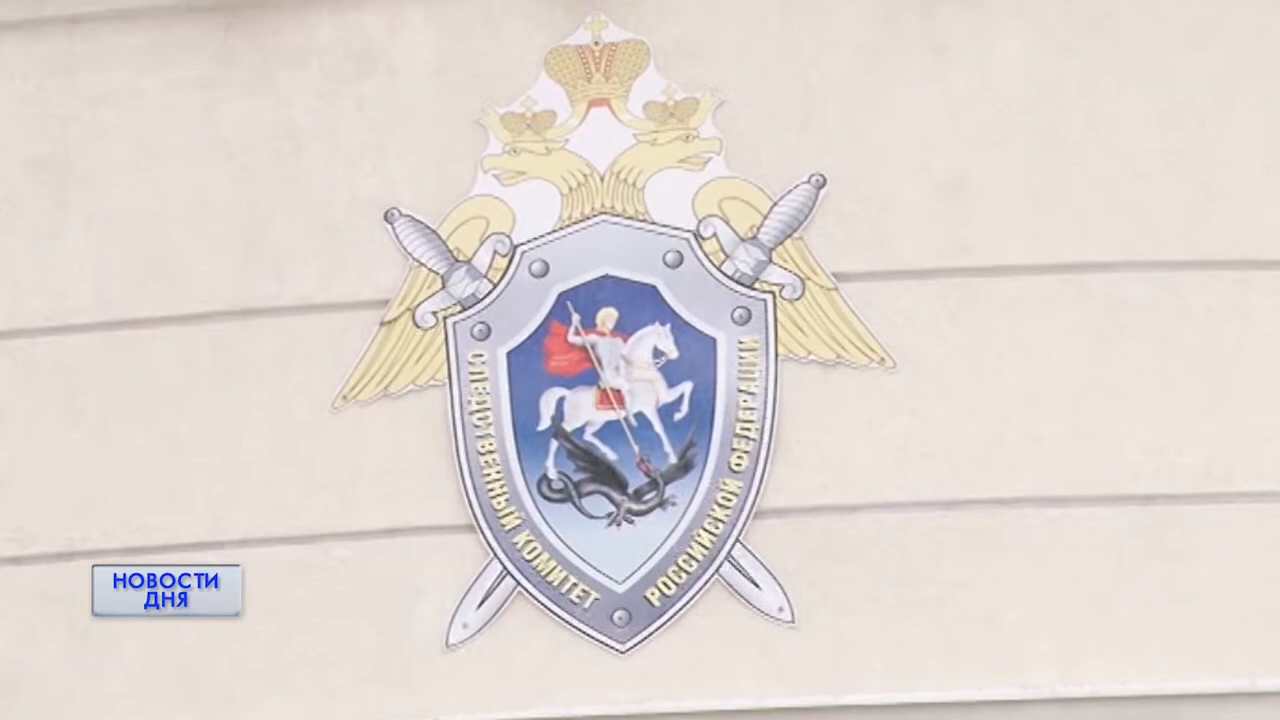 СЛЕДСТВЕННЫЙ КОМИТЕТ
РОССИЙСКОЙ ФЕДЕРАЦИИ
НОВОСТИ
ДНЯ